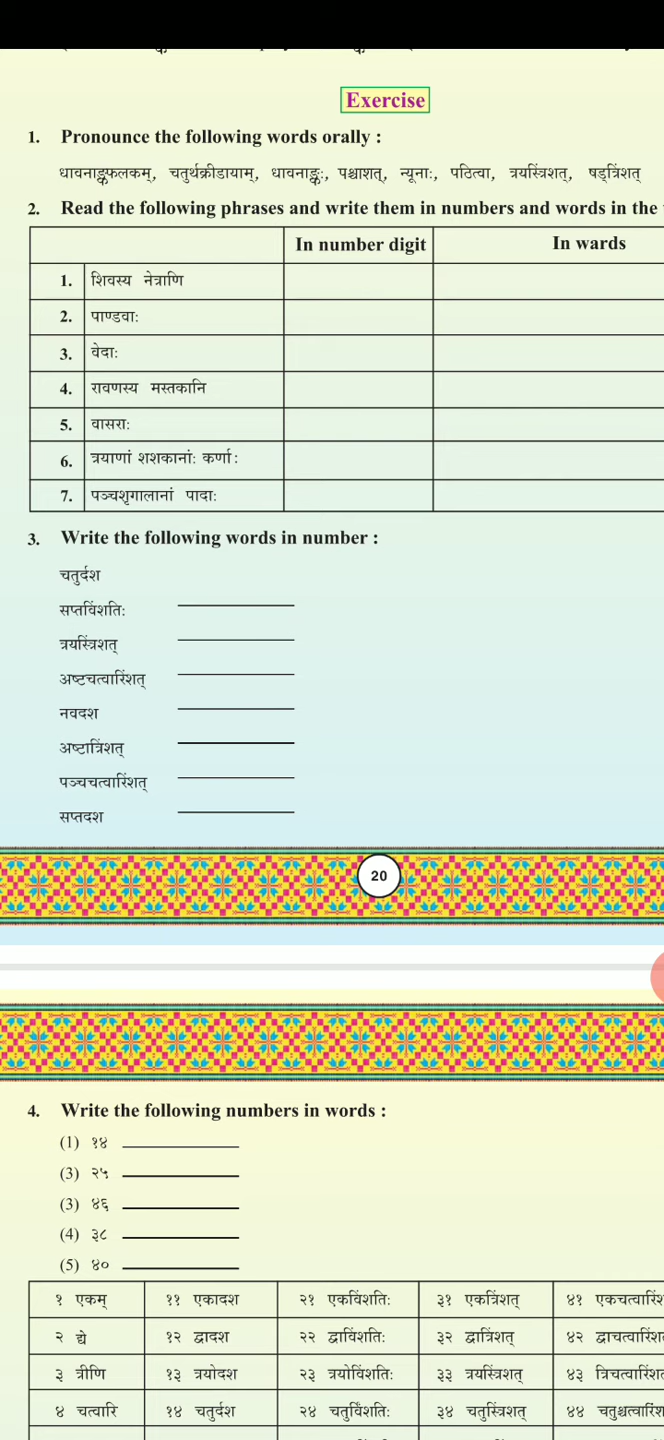 Exercise
1. Pronounce the following words orally :
धावनाङ्कफलकम्, चतुर्थक्रीडायाम्, धावनाङ्कः, पश्चाशत्, न्यूनाः, पठित्वा, त्रयस्त्रिंशत्, षड्त्रिंशत्
2. Read the following phrases and write them in numbers and words in the
In number digit In wards
1. शिवस्य नेत्राणि
2. पाण्डवाः
3. वेदाः
4. रावणस्य मस्तकानि
5. वासराः
6. त्रयाणां शशकानांः कर्णाः
7. पञ्चशृगालानां पादाः
3. Write the following words in number :
चतुर्दश
सप्तविंशतिः
त्रयस्त्रिंशत्
अष्टचत्वारिंशत्
नवदश
अष्टात्रिंशत्
पञ्चचत्वारिंशत्
सप्तदश
20
4. Write the following numbers in words :
(1) १४
(3) २५
(3) ४६
(4) ३८
(5) ४०
१ एकम् ११ एकादश २१ एकविंशतिः ३१ एकत्रिंशत् ४१
२ द्ये १२ द्वादश २२ द्वाविंशतिः ३२ द्वात्रिंशत् ४२
३ त्रीणि १३ त्रयोदश २३ त्रयोविंशतिः ३३ त्रयस्त्रिंशत् ४३
४ चत्वारि १४ चतुर्दश २४ चतुर्विंशतिः ३४ चतुस्त्रिंशत् ४४